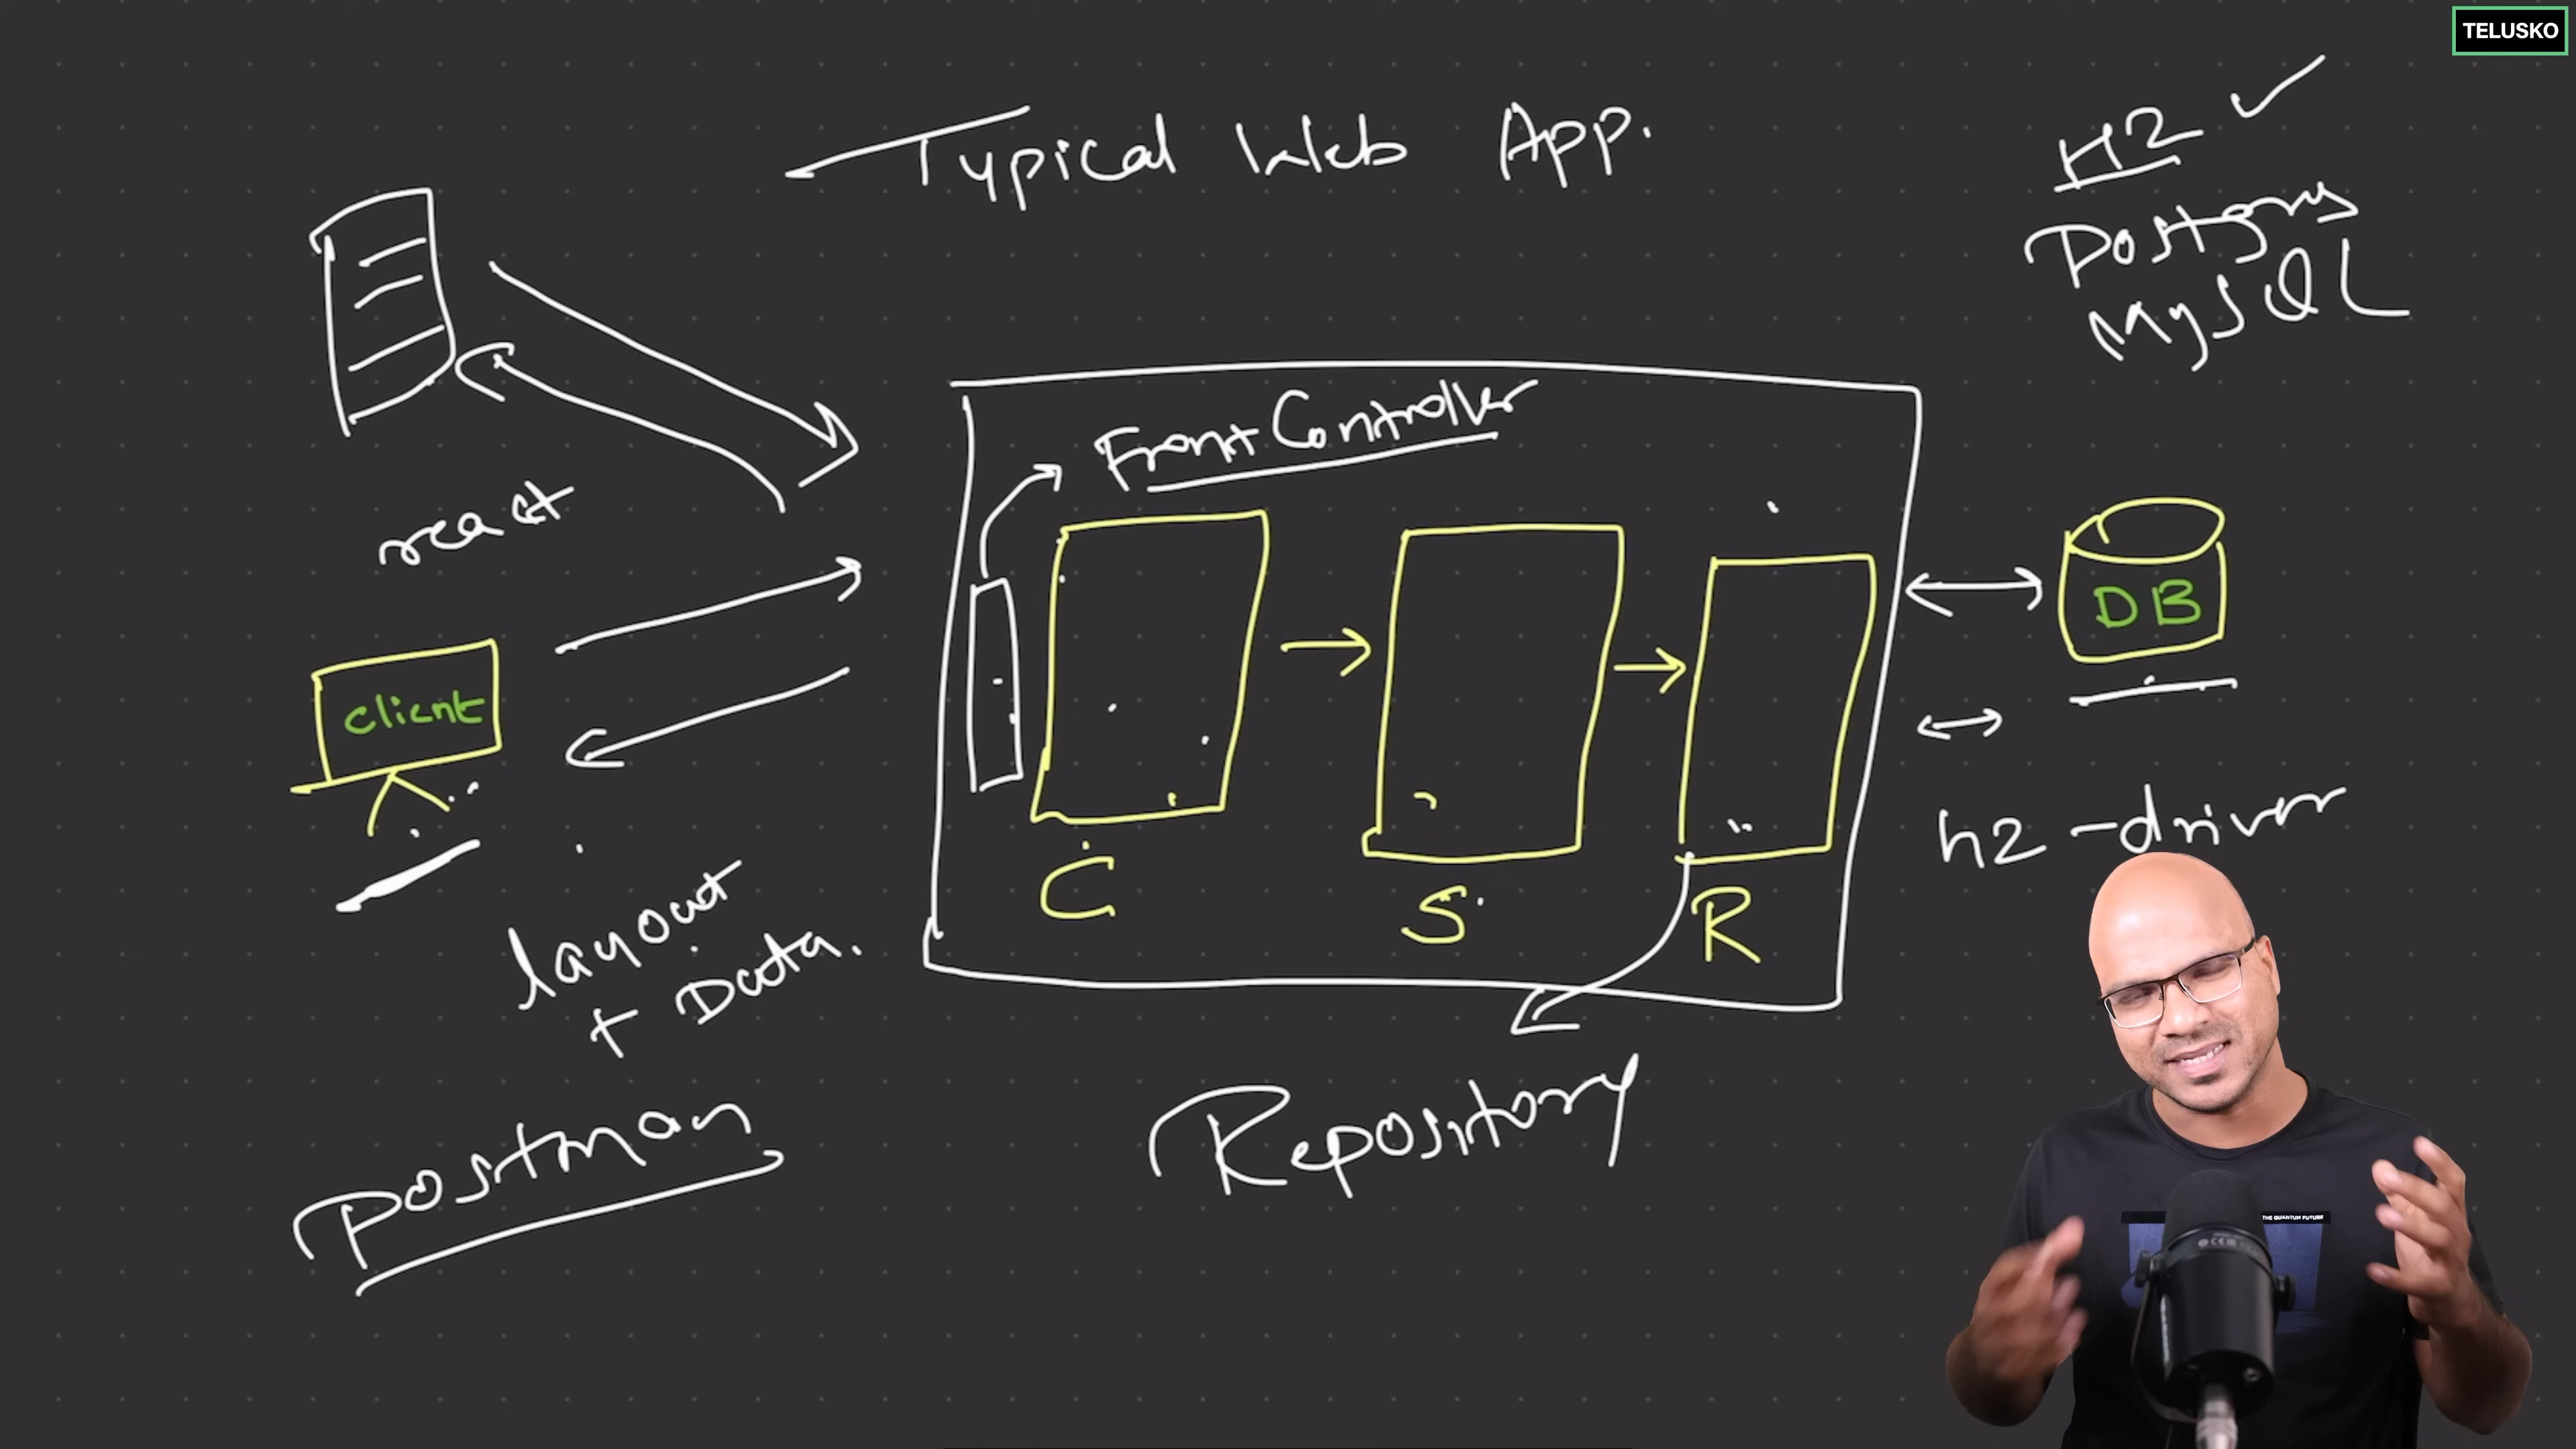 TELUSKO
Typical Web App.
H2
Postgres
MySQL
Front Controller
react
client
DB
C
S
R
h2-driver
layout
+ Data.
Repository
Postman
THE QUANTUM FUTURE